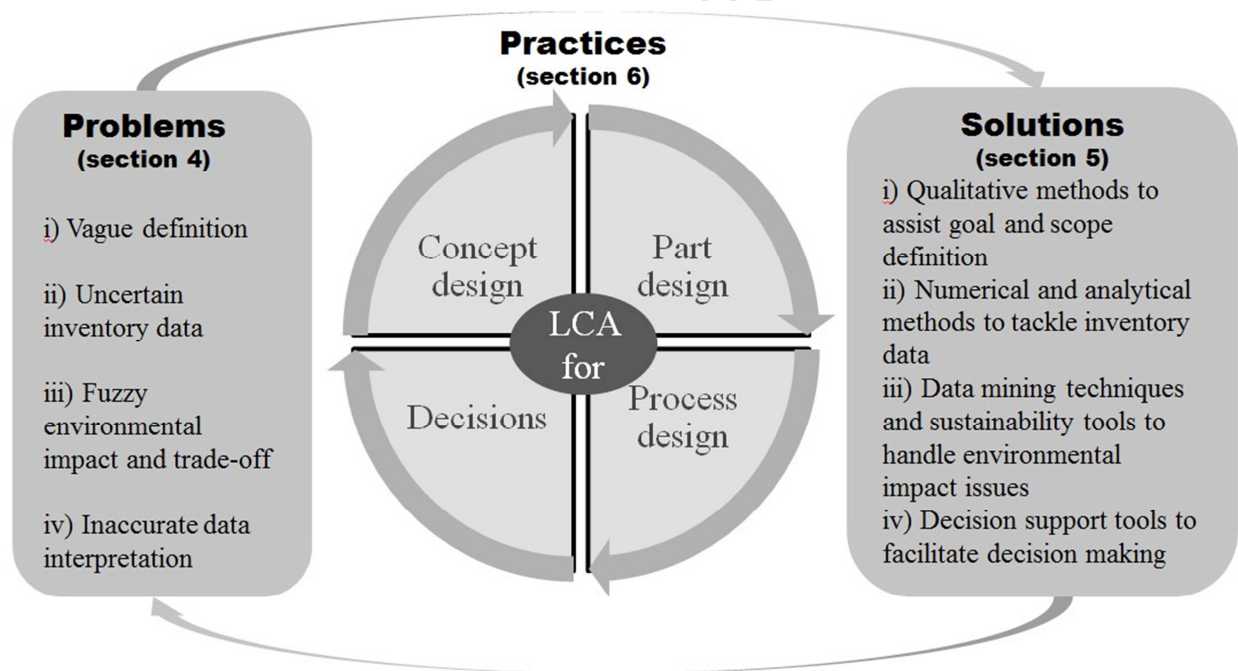 Practices
(section 6)
Problems
(section 4)
i) Vague definition
ii) Uncertain
inventory data
iii) Fuzzy
environmental
impact and trade-off
iv) Inaccurate data
interpretation
Concept
design
Part
design
LCA
for
Decisions
Process
design
Solutions
(section 5)
i) Qualitative methods to
assist goal and scope
definition
ii) Numerical and analytical
methods to tackle inventory
data
iii) Data mining techniques
and sustainability tools to
handle environmental
impact issues
iv) Decision support tools to
facilitate decision making